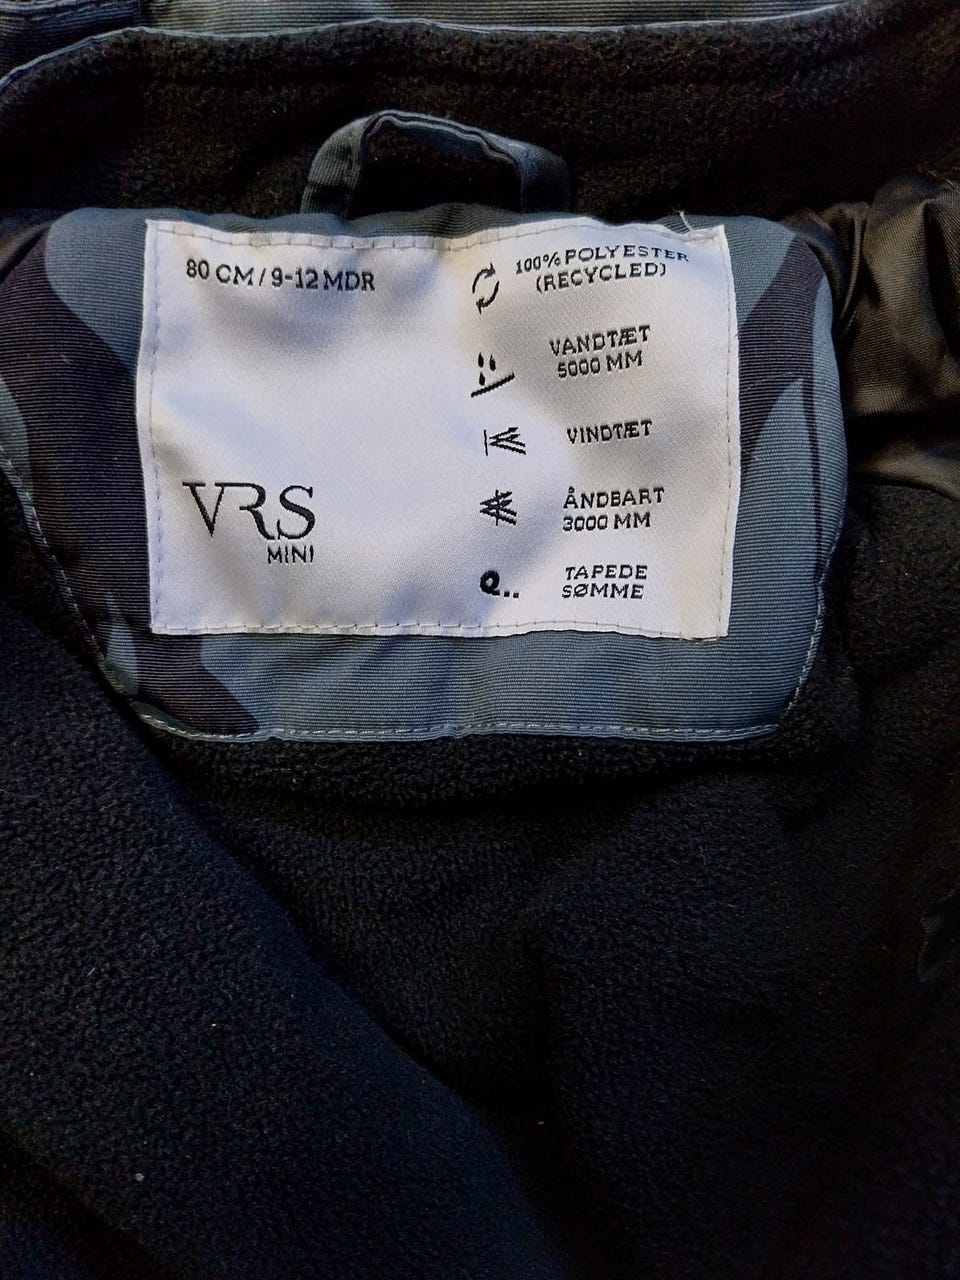 80 CM / 9-12 MDR
VRS
MINI
100% POLYESTER
(RECYCLED)
VANDTÆT
5000 MM
VINDTÆT
ÅNDBART
3000 MM
TAPEDE
SØMME